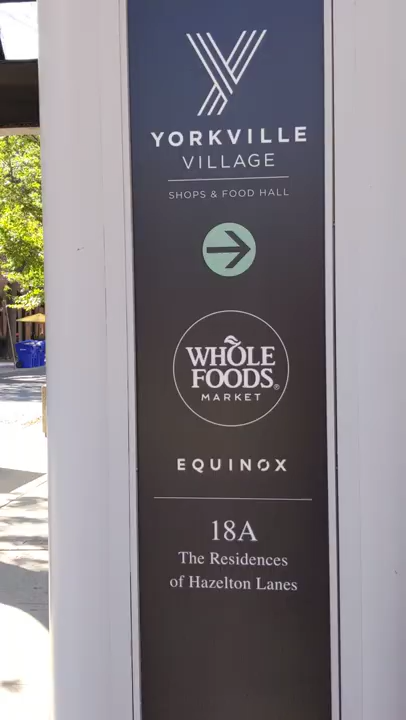 YORKVILLE
VILLAGE
SHOPS & FOOD HALL
WHOLE
FOODS®
MARKET
EQUINOX
18A
The Residences
of Hazelton Lanes